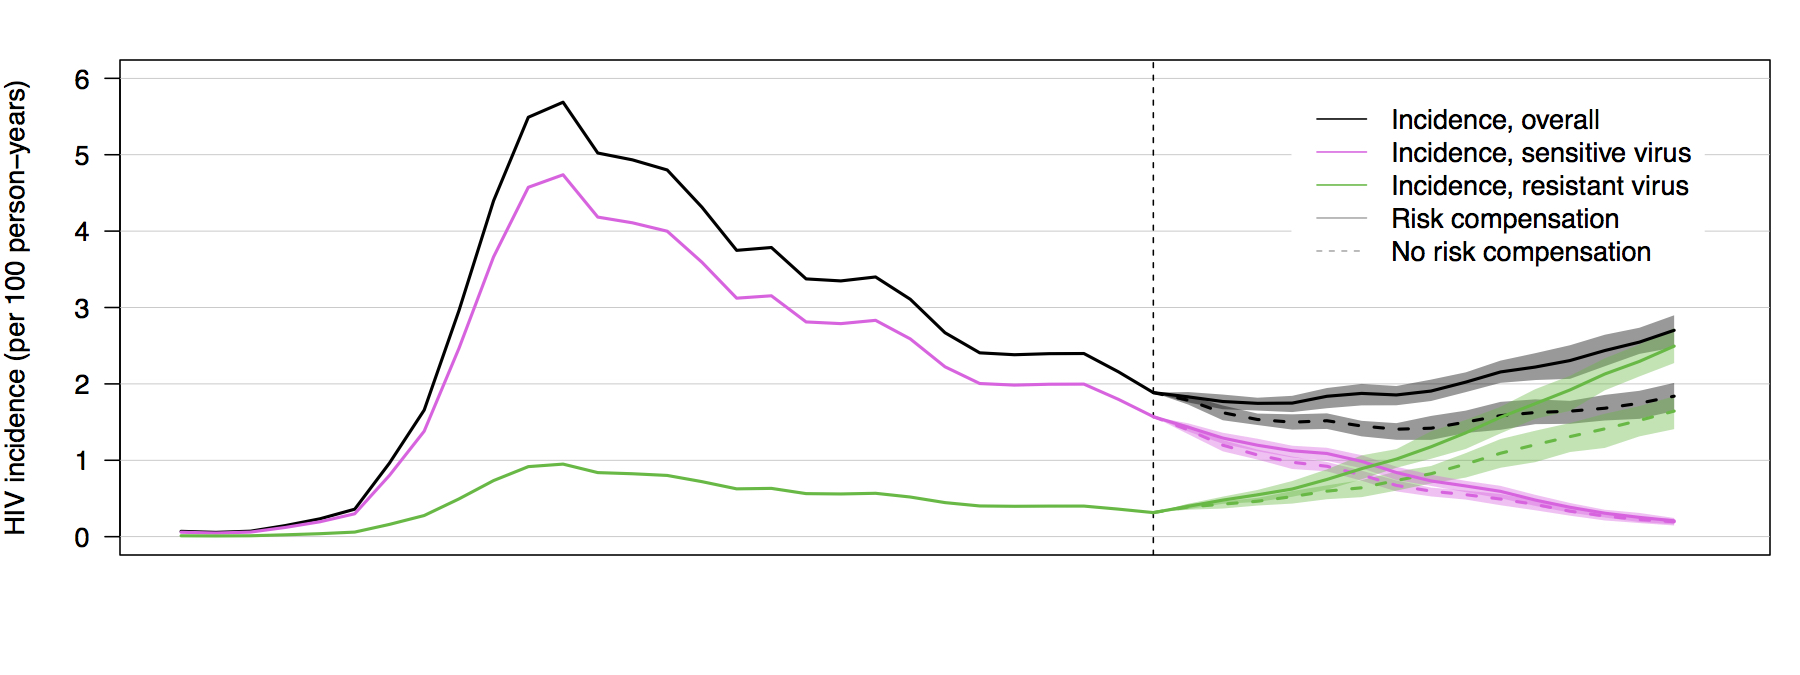 HIV incidence (per 100 person–years)
6
5
4
3
2
1
0
Incidence, overall
Incidence, sensitive virus
Incidence, resistant virus
Risk compensation
No risk compensation